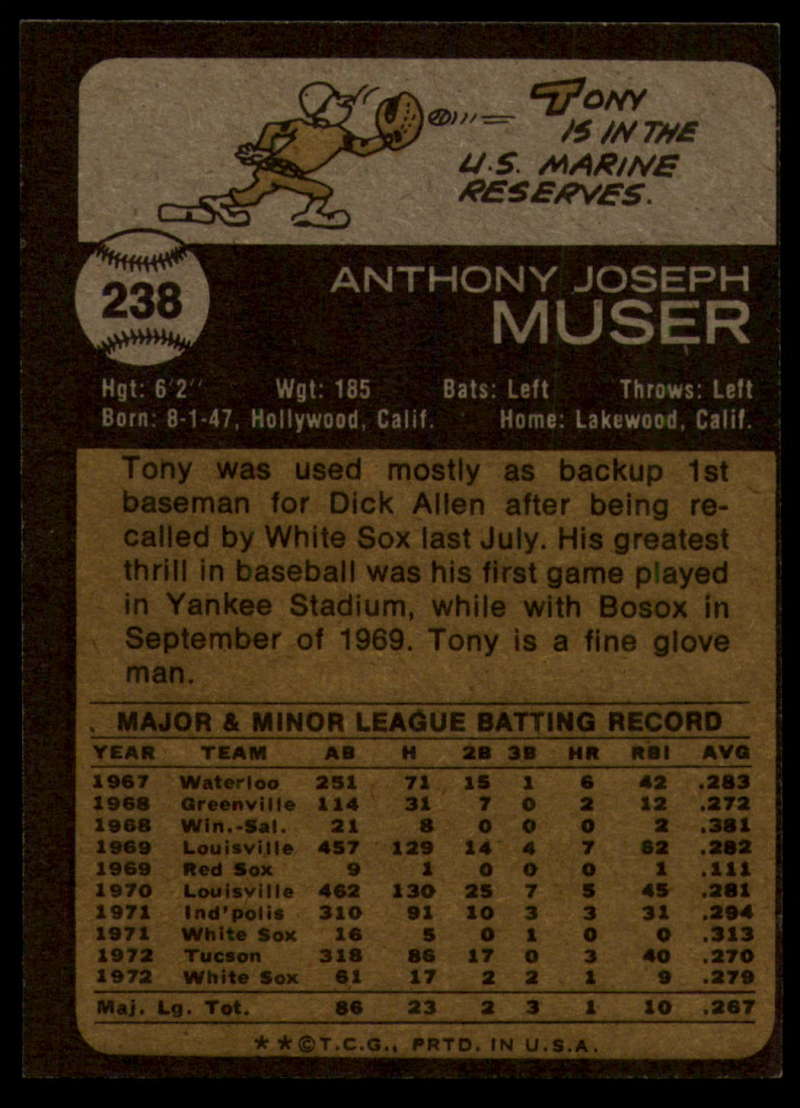 TONY
IS IN THE
U.S. MARINE
RESERVES.
238
ANTHONY JOSEPH
MUSER
Hgt: 6'2" Wgt: 185 Bats: Left Throws: Left
Born: 8-1-47, Hollywood, Calif. Home: Lakewood, Calif.
Tony was used mostly as backup 1st
baseman for Dick Allen after being re-
called by White Sox last July. His greatest
thrill in baseball was his first game played
in Yankee Stadium, while with Bosox in
September of 1969. Tony is a fine glove
man.
MAJOR & MINOR LEAGUE BATTING RECORD
YEAR TEAM AB H 2B 3B HR RBI AVG
1967 Waterloo 251 71 15 1 6 42 .283
1968 Greenville 114 31 7 0 2 12 .272
1968 Win.-Sal. 21 8 0 0 0 2 .381
1969 Louisville 457 129 14 4 7 62 .282
1969 Red Sox 9 1 0 0 0 1 .111
1970 Louisville 462 130 25 7 5 45 .281
1971 Ind'polis 310 91 10 3 3 31 .294
1971 White Sox 16 5 0 1 0 0 .313
1972 Tucson 318 86 17 0 3 40 .270
1972 White Sox 61 17 2 2 1 9 .279
Maj. Lg. Tot. 86 23 2 3 1 10 .267
* * © T.C.G., PRTD. IN U.S.A.